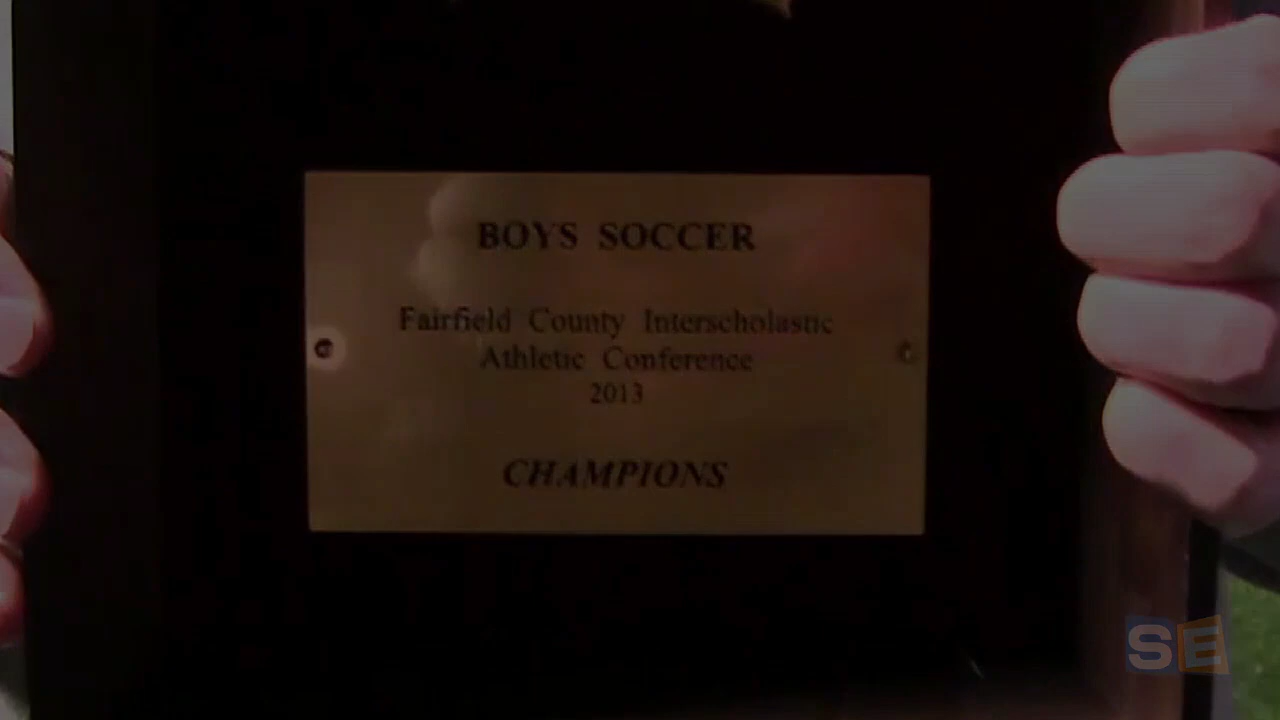 BOYS SOCCER
Fairfield County Interscholastic
Athletic Conference
2013
CHAMPIONS
SE